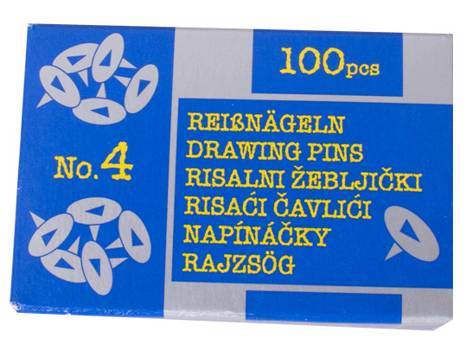 100pcs
No.4
REIßNÄGELN
DRAWING PINS
RISALNI ŽEBLJIČKI
RISAĆI ČAVLIĆI
NAPÍNÁČKY
RAJZSÖG